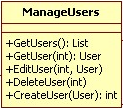 ManageUsers
+GetUsers(): List
+GetUser(int): User
+EditUser(int, User)
+DeleteUser(int)
+CreateUser(User): int